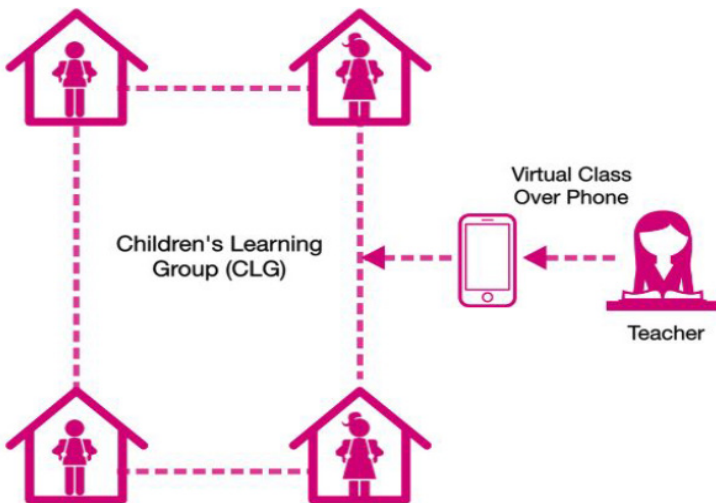 Virtual Class
Over Phone
Children's Learning
Group (CLG)
Teacher